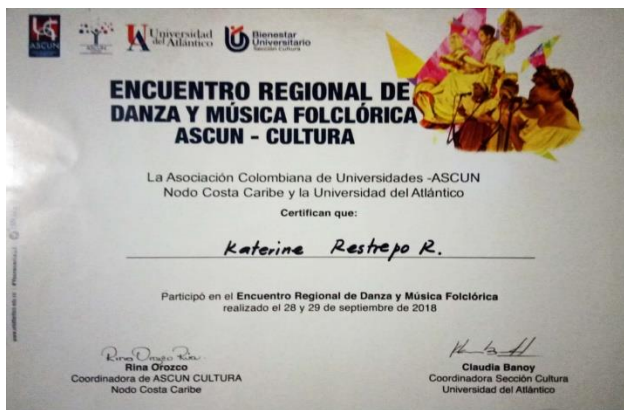 ASCUN
Universidad
del Atlántico
Bienestar
Universitario
Sección Cultura
ENCUENTRO REGIONAL DE
DANZA Y MÚSICA FOLCLÓRICA
ASCUN - CULTURA
La Asociación Colombiana de Universidades -ASCUN
Nodo Costa Caribe y la Universidad del Atlántico
Certifican que:
Katerine Restrepo R.
Participó en el Encuentro Regional de Danza y Música Folclórica
realizado el 28 y 29 de septiembre de 2018
Rina Orozco
Coordinadora de ASCUN CULTURA
Nodo Costa Caribe
Claudia Banoy
Coordinadora Sección Cultura
Universidad del Atlántico